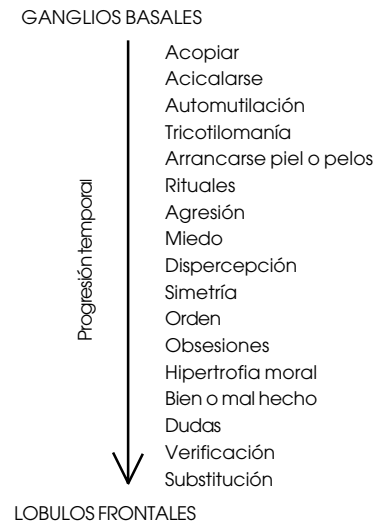 GANGLIOS BASALES
Acopiar
Acicalarse
Automutilación
Tricotilomanía
Arrancarse piel o pelos
Rituales
Agresión
Miedo
Dispercepción
Simetría
Orden
Obsesiones
Hipertrofia moral
Bien o mal hecho
Dudas
Verificación
Substitución
Progresión temporal
LOBULOS FRONTALES